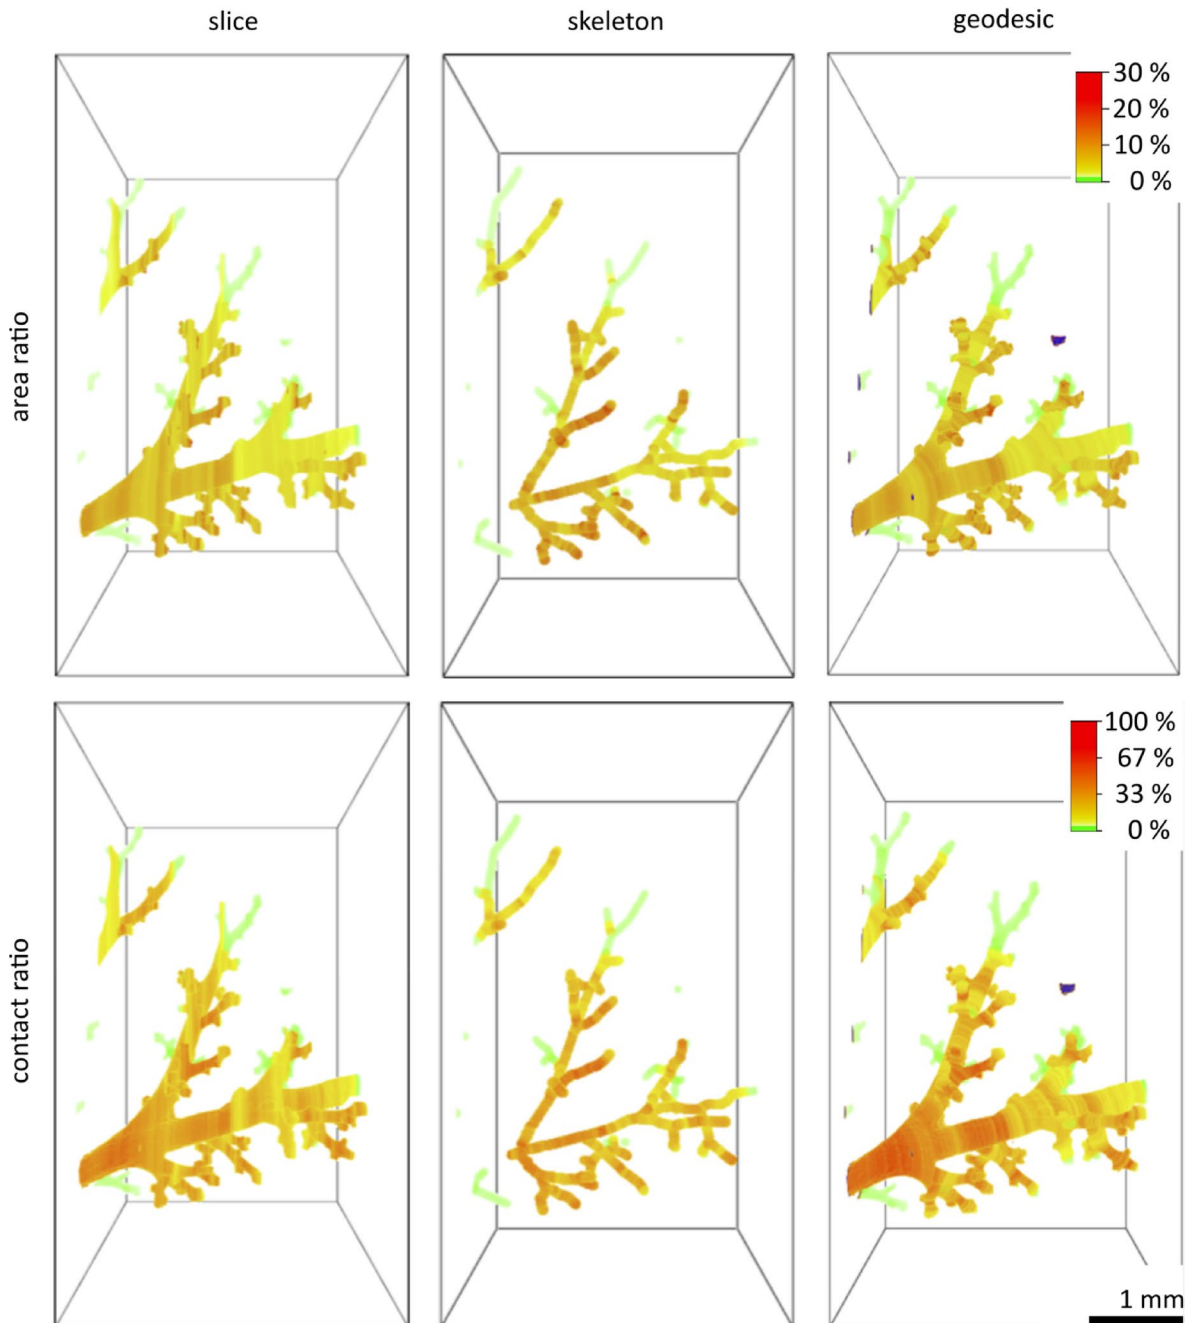 slice
skeleton
geodesic
area ratio
30 %
20 %
10 %
0 %
contact ratio
100 %
67 %
33 %
0 %
1 mm